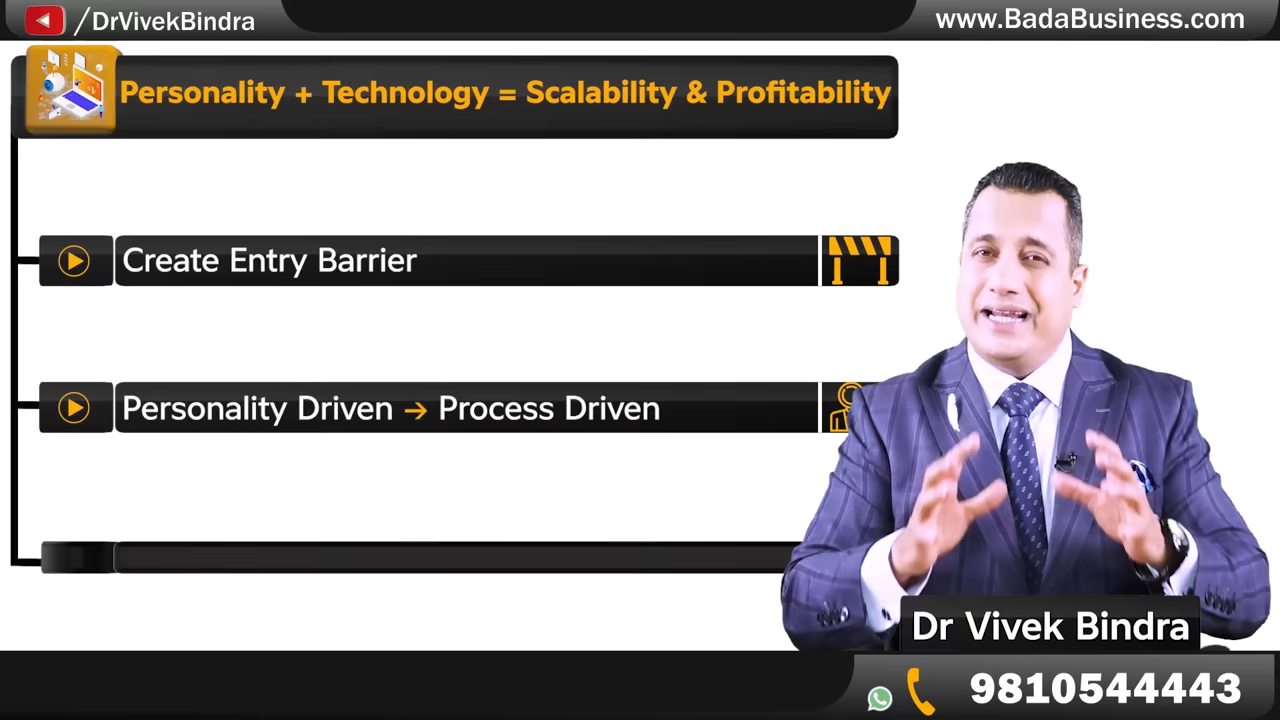 /DrVivekBindra
www.BadaBusiness.com
Personality + Technology = Scalability & Profitability
Create Entry Barrier
Personality Driven → Process Driven
Dr Vivek Bindra
9810544443